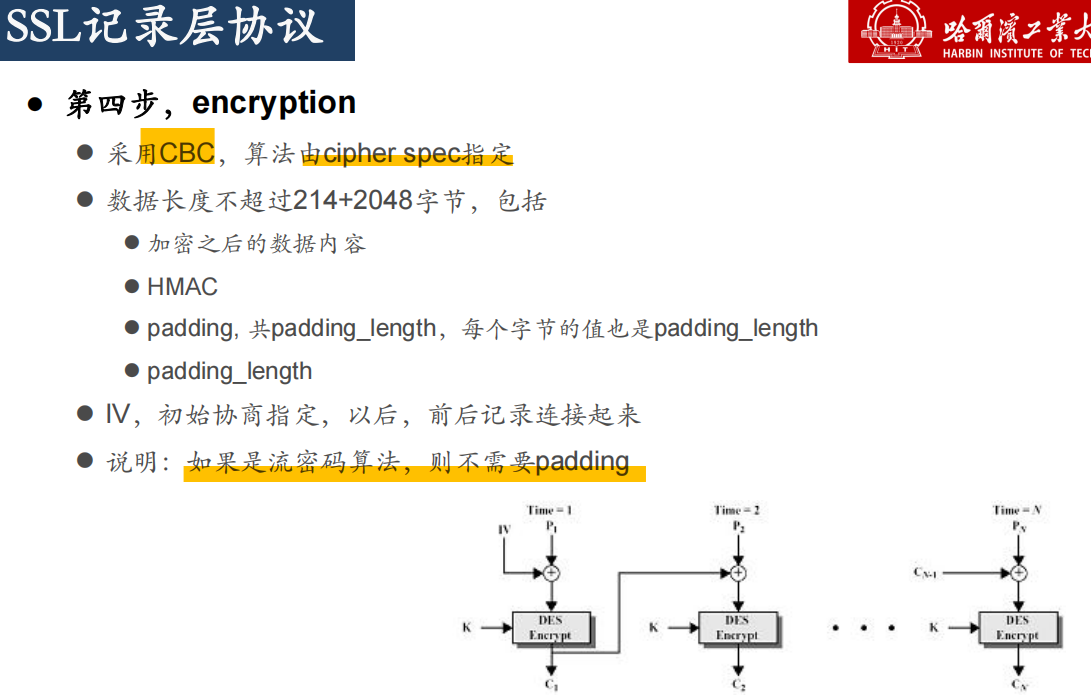 SSL记录层协议
哈爾濱工業大
HARBIN INSTITUTE OF TEC
HIT
● 第四步，encryption
● 采用CBC，算法由cipher spec指定
● 数据长度不超过214+2048字节，包括
● 加密之后的数据内容
● HMAC
● padding, 共padding_length，每个字节的值也是padding_length
● padding_length
● IV，初始协商指定，以后，前后记录连接起来
● 说明：如果是流密码算法，则不需要padding
Time = 1 Time = 2 Time = N
IV P1 P2 PN
CN-1
K DES Encrypt K DES Encrypt • • • K DES Encrypt
C1 C2 CN